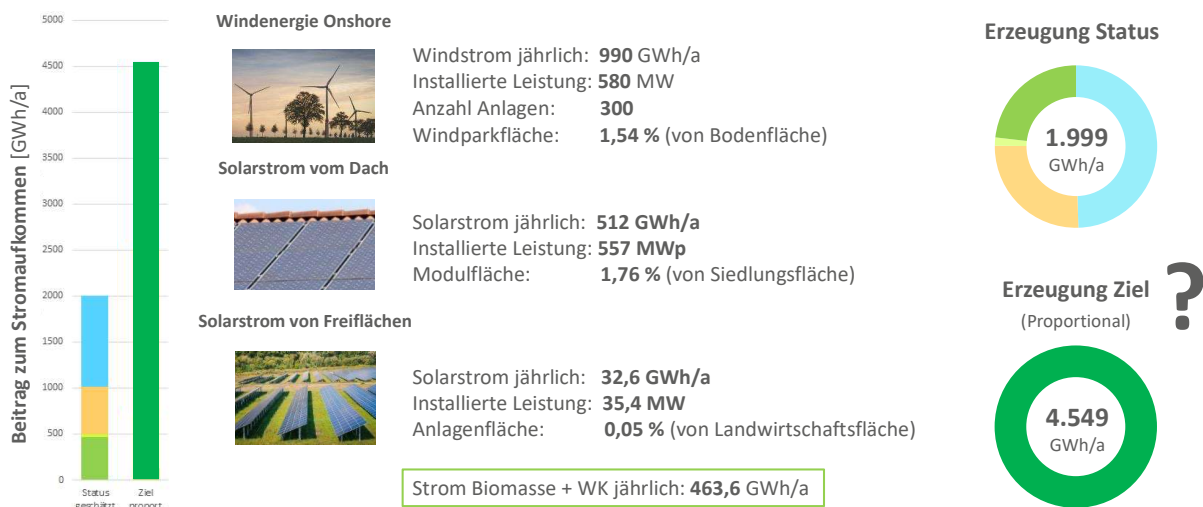 Beitrag zum Stromaufkommen [GWh/a]
5000
4500
4000
3500
3000
2500
2000
1500
1000
500
0
Status
geschätzt
Ziel
proport
Windenergie Onshore
Windstrom jährlich: 990 GWh/a
Installierte Leistung: 580 MW
Anzahl Anlagen: 300
Windparkfläche: 1,54 % (von Bodenfläche)
Solarstrom vom Dach
Solarstrom jährlich: 512 GWh/a
Installierte Leistung: 557 MWp
Modulfläche: 1,76 % (von Siedlungsfläche)
Solarstrom von Freiflächen
Solarstrom jährlich: 32,6 GWh/a
Installierte Leistung: 35,4 MW
Anlagenfläche: 0,05 % (von Landwirtschaftsfläche)
Strom Biomasse + WK jährlich: 463,6 GWh/a
Erzeugung Status
1.999
GWh/a
Erzeugung Ziel
(Proportional)
?
4.549
GWh/a